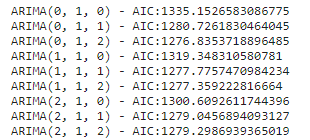 ARIMA(0, 1, 0) - AIC:1335.1526583086775
ARIMA(0, 1, 1) - AIC:1280.7261830464045
ARIMA(0, 1, 2) - AIC:1276.8353718896485
ARIMA(1, 1, 0) - AIC:1319.348310580781
ARIMA(1, 1, 1) - AIC:1277.7757470984234
ARIMA(1, 1, 2) - AIC:1277.359222816664
ARIMA(2, 1, 0) - AIC:1300.6092611744396
ARIMA(2, 1, 1) - AIC:1279.0456894093127
ARIMA(2, 1, 2) - AIC:1279.2986939365019